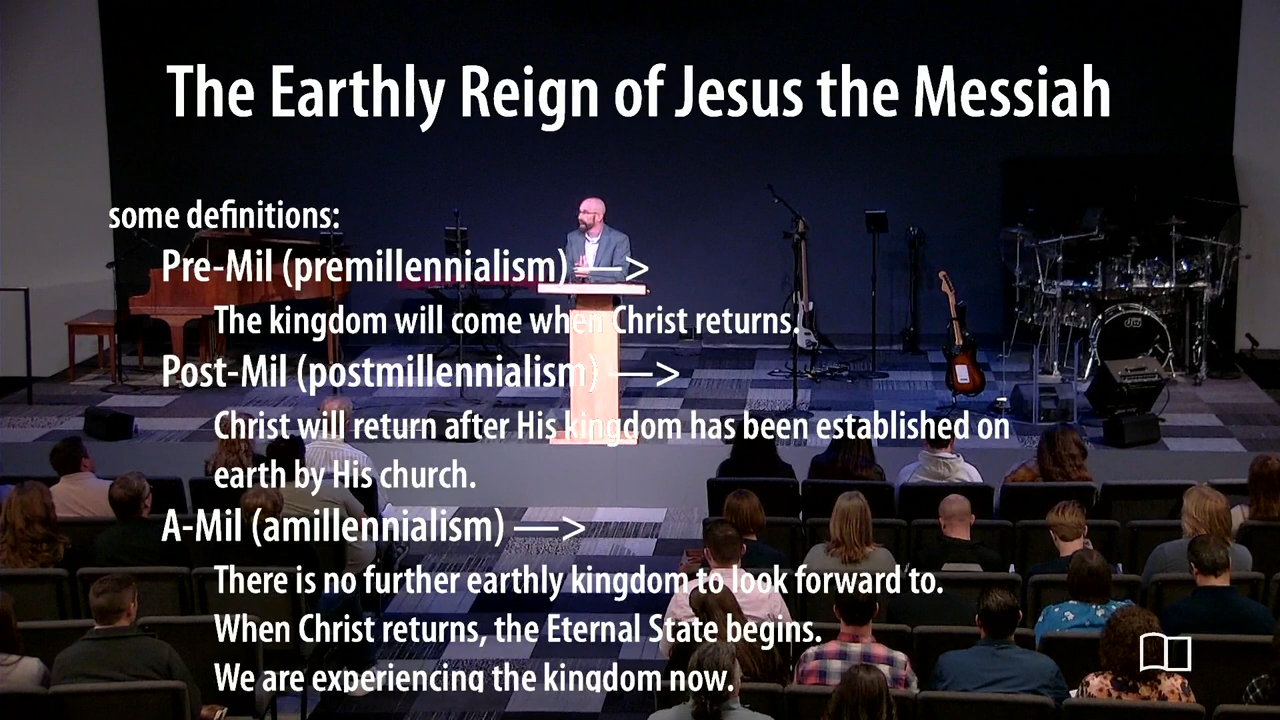 The Earthly Reign of Jesus the Messiah
some definitions:
Pre-Mil (premillennialism) —>
The kingdom will come when Christ returns.
Post-Mil (postmillennialism) —>
Christ will return after His kingdom has been established on
earth by His church.
A-Mil (amillennialism) —>
There is no further earthly kingdom to look forward to.
When Christ returns, the Eternal State begins.
We are experiencing the kingdom now.
dw